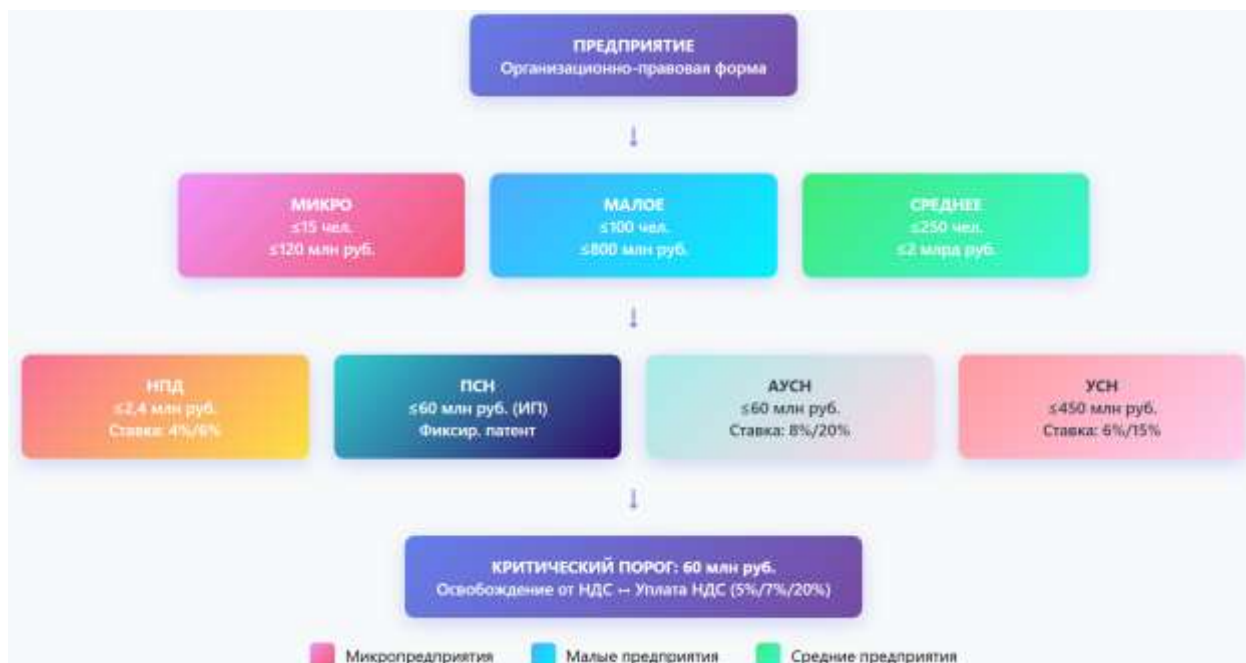 ПРЕДПРИЯТИЕ
Организационно-правовая форма
МИКРО
≤15 чел.
≤120 млн руб.
МАЛОЕ
≤100 чел.
≤800 млн руб.
СРЕДНЕЕ
≤250 чел.
≤2 млрд руб.
НПД
≤2,4 млн руб.
Ставка: 4%/6%
ПСН
≤60 млн руб. (ИП)
Фиксир. патент
АУСН
≤60 млн руб.
Ставка: 8%/20%
УСН
≤450 млн руб.
Ставка: 6%/15%
КРИТИЧЕСКИЙ ПОРОГ: 60 млн руб.
Освобождение от НДС ↔ Уплата НДС (5%/7%/20%)
Микропредприятия
Малые предприятия
Средние предприятия